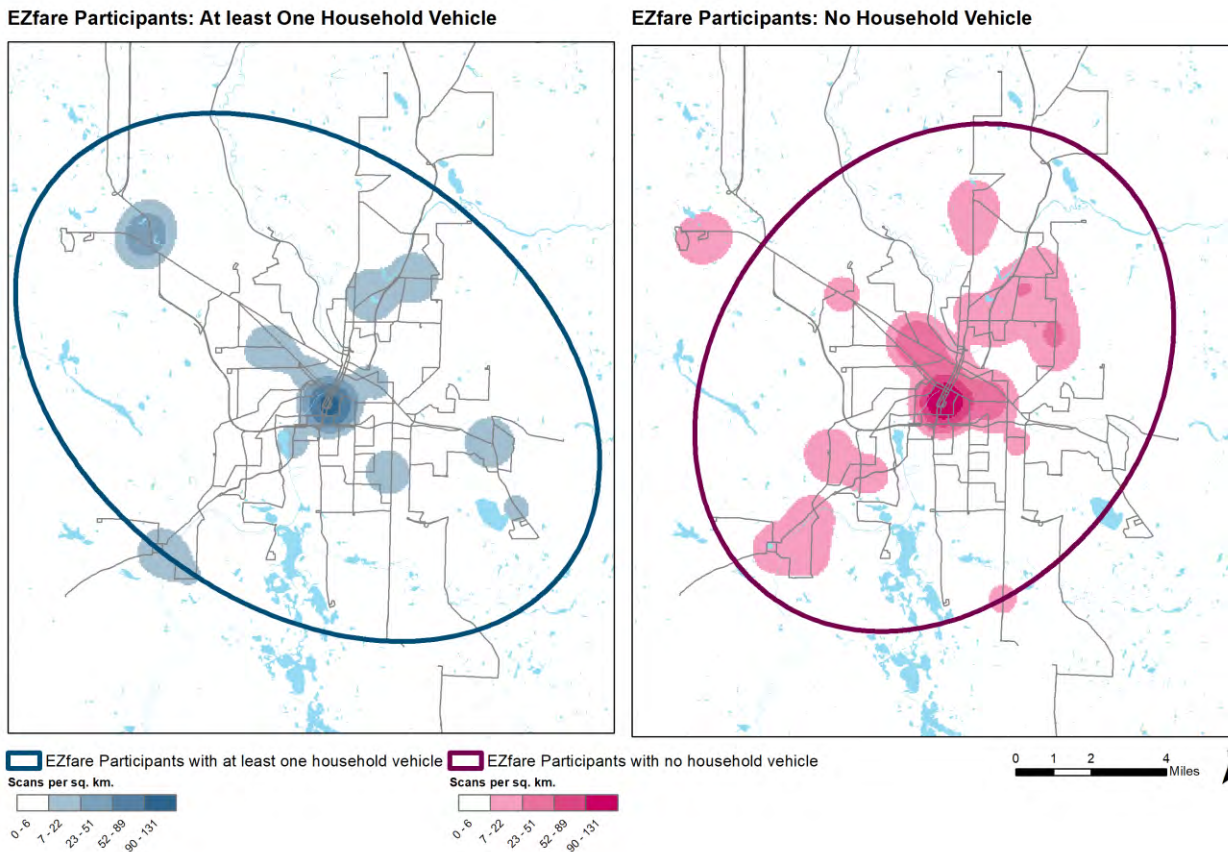 EZfare Participants: At least One Household Vehicle
EZfare Participants: No Household Vehicle
EZfare Participants with at least one household vehicle
EZfare Participants with no household vehicle
Scans per sq. km.
0 - 6
7 - 22
23 - 51
52 - 89
90 - 131
Scans per sq. km.
0 - 6
7 - 22
23 - 51
52 - 89
90 - 131
0 1 2 4
Miles